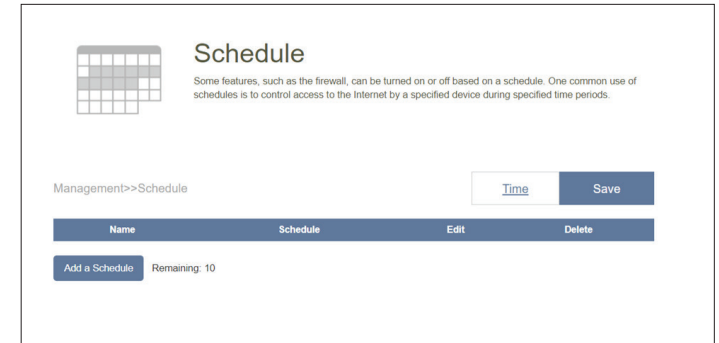 Schedule
Some features, such as the firewall, can be turned on or off based on a schedule. One common use of
schedules is to control access to the Internet by a specified device during specified time periods.
Management>>Schedule
Time
Save
Name Schedule Edit Delete
Add a Schedule Remaining: 10